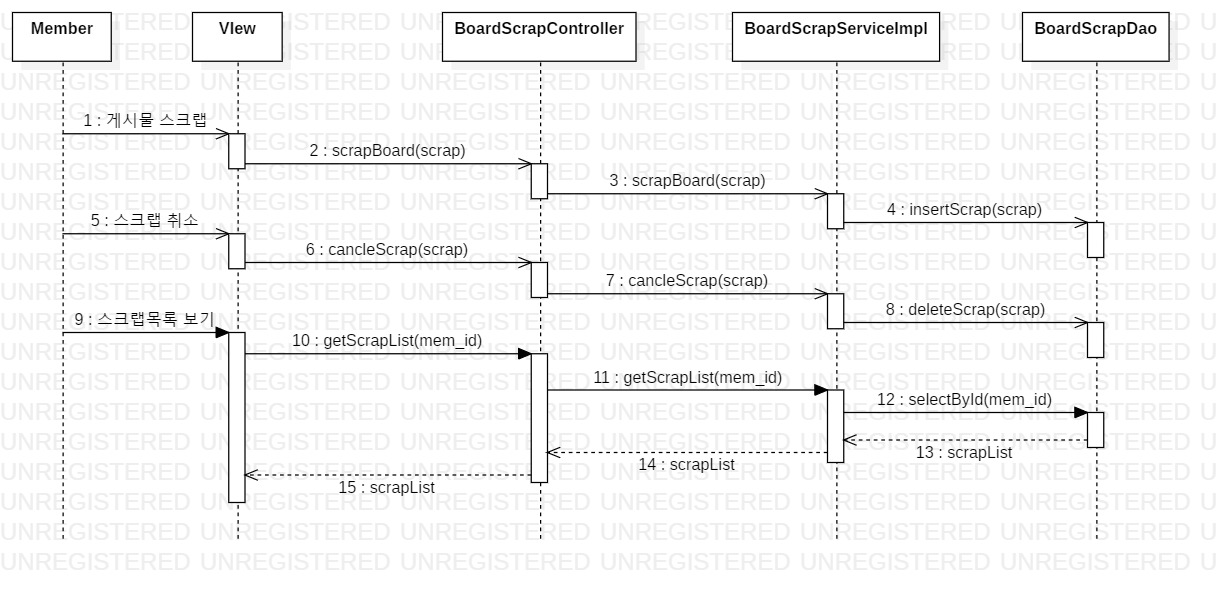 Member
VIew
BoardScrapController
BoardScrapServiceImpl
BoardScrapDao
1 : 게시물 스크랩
2 : scrapBoard(scrap)
3 : scrapBoard(scrap)
4 : insertScrap(scrap)
5 : 스크랩 취소
6 : cancleScrap(scrap)
7 : cancleScrap(scrap)
8 : deleteScrap(scrap)
9 : 스크랩목록 보기
10 : getScrapList(mem_id)
11 : getScrapList(mem_id)
12 : selectById(mem_id)
13 : scrapList
14 : scrapList
15 : scrapList
UNREGISTERED